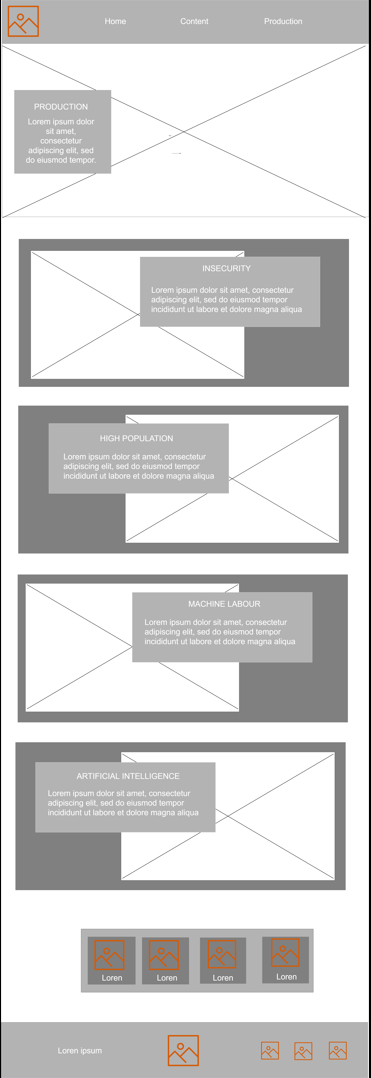 Home Content Production
PRODUCTION
Lorem ipsum dolor
sit amet,
consectetur
adipiscing elit, sed
do eiusmod tempor.
INSECURITY
Lorem ipsum dolor sit amet, consectetur
adipiscing elit, sed do eiusmod tempor
incididunt ut labore et dolore magna aliqua
HIGH POPULATION
Lorem ipsum dolor sit amet, consectetur
adipiscing elit, sed do eiusmod tempor
incididunt ut labore et dolore magna aliqua
MACHINE LABOUR
Lorem ipsum dolor sit amet, consectetur
adipiscing elit, sed do eiusmod tempor
incididunt ut labore et dolore magna aliqua
ARTIFICIAL INTELLIGENCE
Lorem ipsum dolor sit amet, consectetur
adipiscing elit, sed do eiusmod tempor
incididunt ut labore et dolore magna aliqua
Loren Loren Loren Loren
Loren ipsum